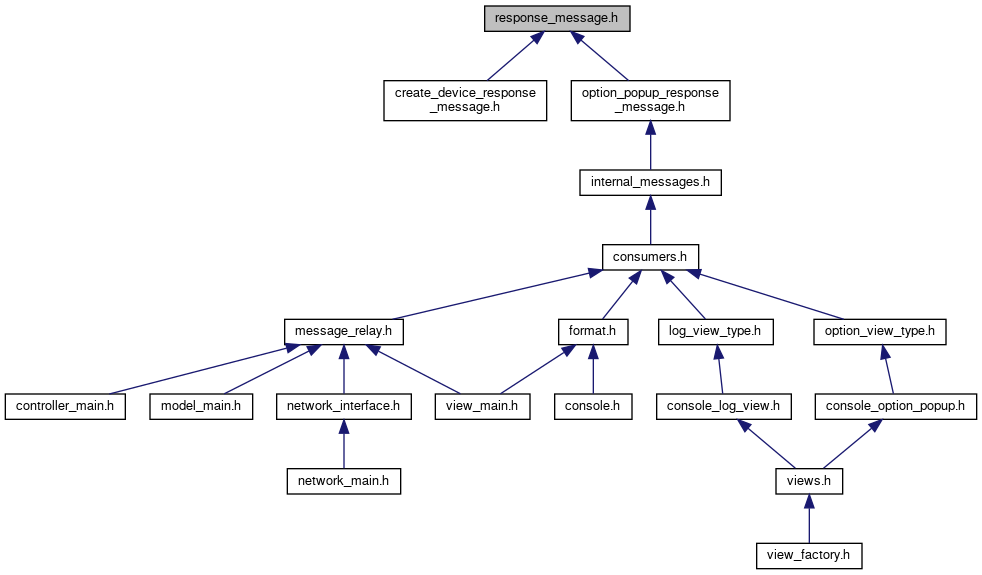 response_message.h
create_device_response
_message.h
option_popup_response
_message.h
internal_messages.h
consumers.h
message_relay.h
format.h
log_view_type.h
option_view_type.h
controller_main.h
model_main.h
network_interface.h
view_main.h
console.h
console_log_view.h
console_option_popup.h
network_main.h
views.h
view_factory.h